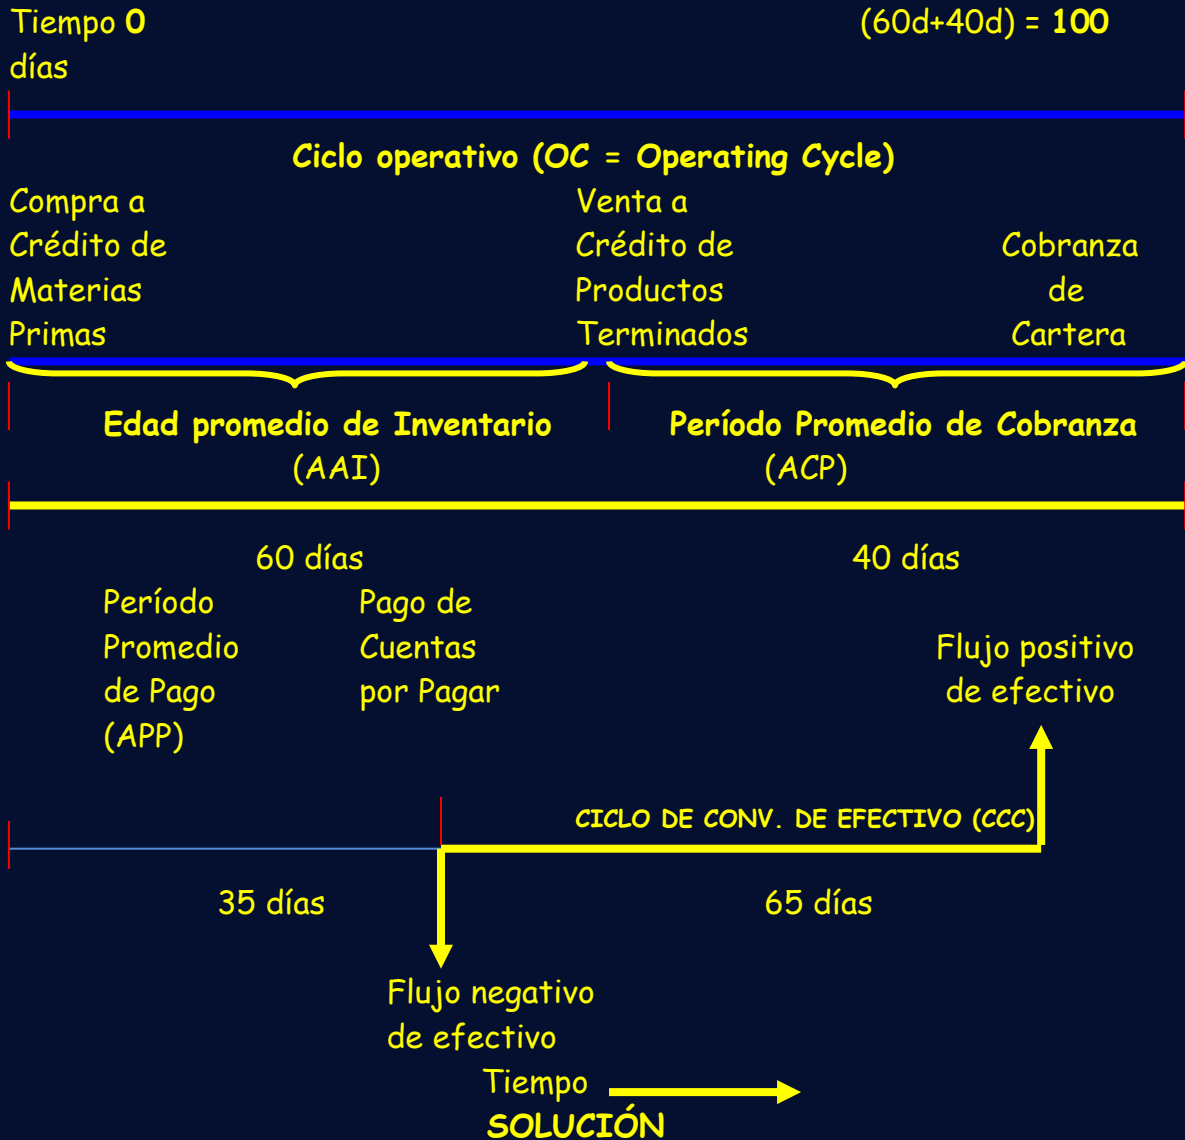 Tiempo 0
días
(60d+40d) = 100
Ciclo operativo (OC = Operating Cycle)
Compra a
Crédito de
Materias
Primas
Venta a
Crédito de
Productos
Terminados
Cobranza
de
Cartera
Edad promedio de Inventario
(AAI)
Período Promedio de Cobranza
(ACP)
60 días
40 días
Período
Promedio
de Pago
(APP)
Pago de
Cuentas
por Pagar
Flujo positivo
de efectivo
CICLO DE CONV. DE EFECTIVO (CCC)
35 días
65 días
Flujo negativo
de efectivo
Tiempo
SOLUCIÓN